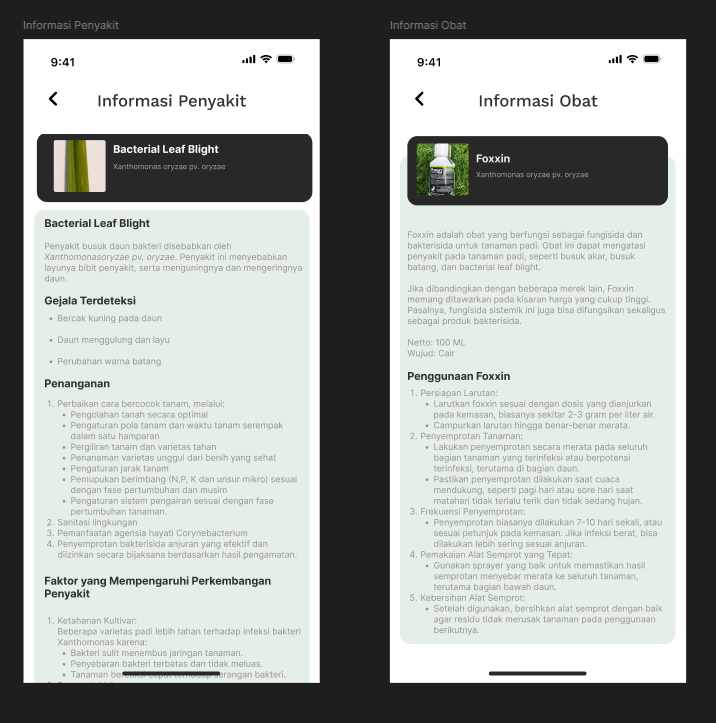 Informasi Penyakit
9:41
Informasi Penyakit
Bacterial Leaf Blight
Xanthomonas oryzae pv. oryzae
Bacterial Leaf Blight
Penyakit busuk daun bakteri disebabkan oleh
Xanthomonasoryzae pv. oryzae. Penyakit ini menyebabkan
layunya bibit penyakit, serta menguningnya dan mengeringnya
daun.
Gejala Terdeteksi
• Bercak kuning pada daun
• Daun menggulung dan layu
• Perubahan warna batang
Penanganan
1. Perbaikan cara bercocok tanam, melalui:
• Pengolahan tanah secara optimal
• Pengaturan pola tanam dan waktu tanam serempak
dalam satu hamparan
• Pergiliran tanam dan varietas tahan
• Penanaman varietas unggul dari benih yang sehat
• Pengaturan jarak tanam
• Pemupukan berimbang (N,P, K dan unsur mikro) sesuai
dengan fase pertumbuhan dan musim
• Pengaturan sistem pengairan sesuai dengan fase
pertumbuhan tanaman.
2. Sanitasi lingkungan
3. Pemanfaatan agensia hayati Corynebacterium
4. Penyemprotan bakterisida anjuran yang efektif dan
diizinkan secara bijaksana berdasarkan hasil pengamatan.
Faktor yang Mempengaruhi Perkembangan
Penyakit
1. Ketahanan Kultivar:
Beberapa varietas padi lebih tahan terhadap infeksi bakteri
Xanthomonas karena:
• Bakteri sulit menembus jaringan tanaman.
• Penyebaran bakteri terbatas dan tidak meluas.
• Tanaman bereaksi cepat terhadap serangan bakteri.
Informasi Obat
9:41
Informasi Obat
Foxxin
Xanthomonas oryzae pv. oryzae
Foxxin adalah obat yang berfungsi sebagai fungisida dan
bakterisida untuk tanaman padi. Obat ini dapat mengatasi
penyakit pada tanaman padi, seperti busuk akar, busuk
batang, dan bacterial leaf blight.
Jika dibandingkan dengan beberapa merek lain, Foxxin
memang ditawarkan pada kisaran harga yang cukup tinggi.
Pasalnya, fungisida sistemik ini juga bisa difungsikan sekaligus
sebagai produk bakterisida.
Netto: 100 ML
Wujud: Cair
Penggunaan Foxxin
1. Persiapan Larutan:
• Larutkan foxxin sesuai dengan dosis yang dianjurkan
pada kemasan, biasanya sekitar 2-3 gram per liter air.
• Campurkan larutan hingga benar-benar merata.
2. Penyemprotan Tanaman:
• Lakukan penyemprotan secara merata pada seluruh
bagian tanaman yang terinfeksi atau berpotensi
terinfeksi, terutama di bagian daun.
• Pastikan penyemprotan dilakukan saat cuaca
mendukung, seperti pagi hari atau sore hari saat
matahari tidak terlalu terik dan tidak sedang hujan.
3. Frekuensi Penyemprotan:
• Penyemprotan biasanya dilakukan 7-10 hari sekali, atau
sesuai petunjuk pada kemasan. Jika infeksi berat, bisa
dilakukan lebih sering sesuai anjuran.
4. Pemakaian Alat Semprot yang Tepat:
• Gunakan sprayer yang baik untuk memastikan hasil
semprotan menyebar merata ke seluruh tanaman,
terutama bagian bawah daun.
5. Kebersihan Alat Semprot:
• Setelah digunakan, bersihkan alat semprot dengan baik
agar residu tidak merusak tanaman pada penggunaan
berikutnya.